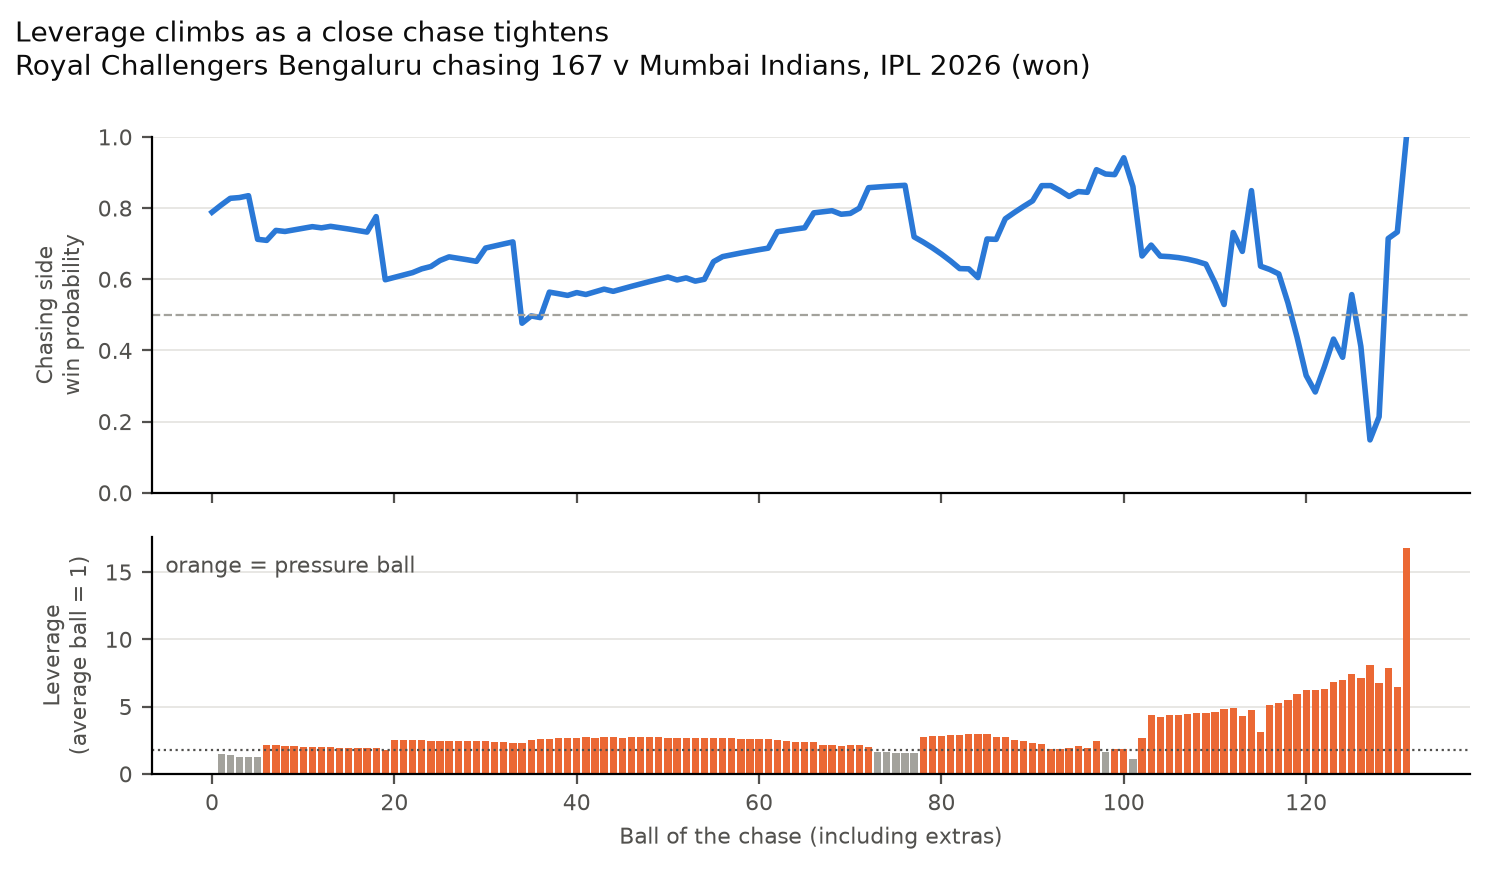 Leverage climbs as a close chase tightens
Royal Challengers Bengaluru chasing 167 v Mumbai Indians, IPL 2026 (won)
Chasing side
win probability
1.0
0.8
0.6
0.4
0.2
0.0
Leverage
(average ball = 1)
orange = pressure ball
15
10
5
0
0 20 40 60 80 100 120
Ball of the chase (including extras)